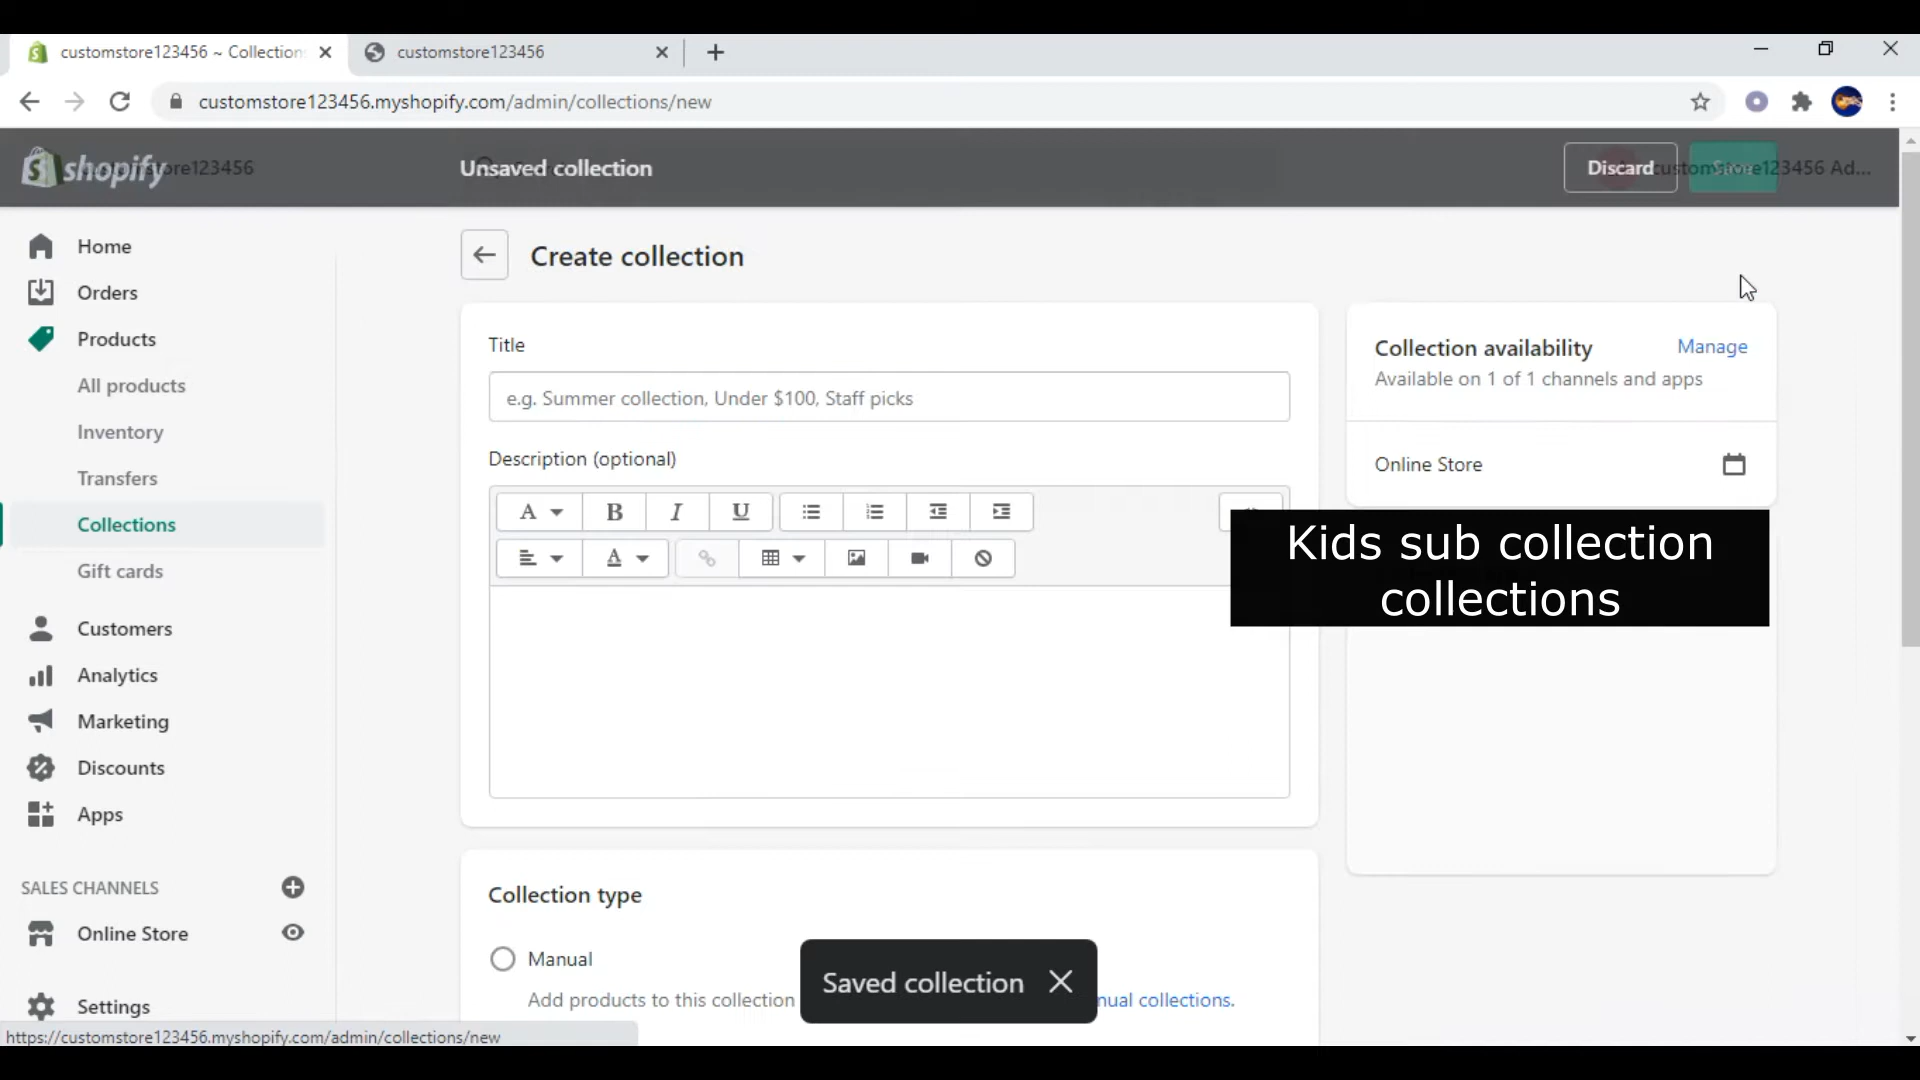 customstore123456 ~ Collection
customstore123456
customstore123456.myshopify.com/admin/collections/new
shopify
Unsaved collection
Discard
Save
customstore123456 Ad...
Home
Orders
Products
All products
Inventory
Transfers
Collections
Gift cards
Customers
Analytics
Marketing
Discounts
Apps
SALES CHANNELS
Online Store
Settings
Create collection
Title
e.g. Summer collection, Under $100, Staff picks
Description (optional)
A B I U
A
Collection type
Manual
Add products to this collection
nual collections.
Collection availability
Manage
Available on 1 of 1 channels and apps
Online Store
Kids sub collection
collections
Saved collection
https://customstore123456.myshopify.com/admin/collections/new